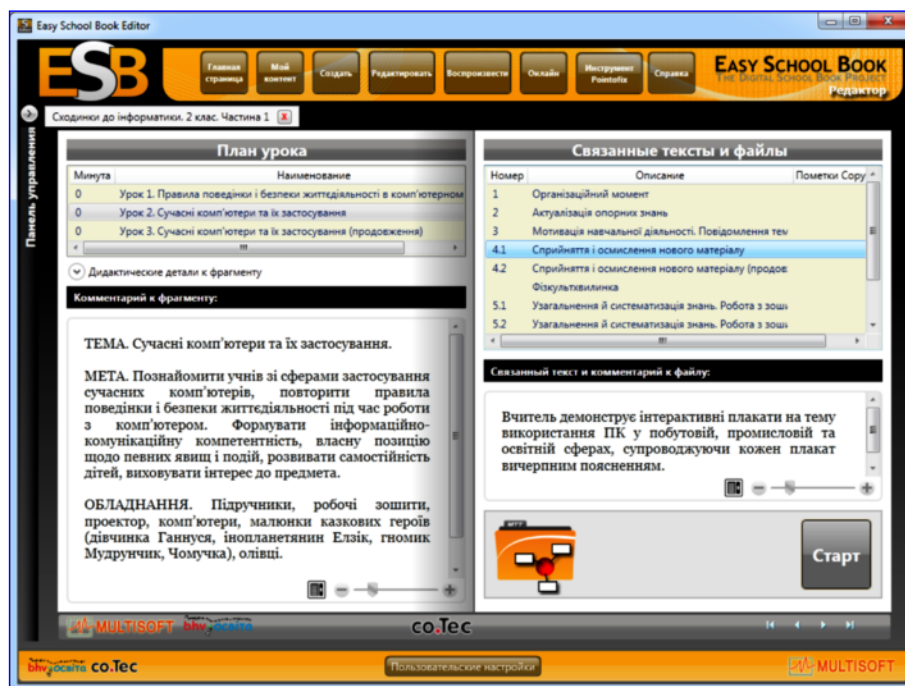 Easy School Book Editor
ESB
Главная страница
Мой контент
Создать
Редактировать
Воспроизвести
Онлайн
Инструмент Pointofix
Справка
EASY SCHOOL BOOK
THE DIGITAL SCHOOL BOOK PROJECT
Редактор
Сходинки до інформатики. 2 клас. Частина 1
Панель управления
План урока
Минута Наименование
0 Урок 1. Правила поведінки і безпеки життєдіяльності в комп'ютерном
0 Урок 2. Сучасні комп'ютери та їх застосування
0 Урок 3. Сучасні комп'ютери та їх застосування (продовження)
Дидактические детали к фрагменту
Комментарий к фрагменту:
ТЕМА. Сучасні комп'ютери та їх застосування.
МЕТА. Познайомити учнів зі сферами застосування
сучасних комп'ютерів, повторити правила
поведінки і безпеки життєдіяльності під час роботи
з комп'ютером. Формувати інформаційно-
комунікаційну компетентність, власну позицію
щодо певних явищ і подій, розвивати самостійність
дітей, виховувати інтерес до предмета.
ОБЛАДНАННЯ. Підручники, робочі зошити,
проектор, комп'ютери, малюнки казкових героїв
(дівчинка Ганнуся, інопланетянин Елзік, гномик
Мудрунчик, Чомучка), олівці.
Связанные тексты и файлы
Номер Описание Пометки Сору
1 Організаційний момент
2 Актуалізація опорних знань
3 Мотивація навчальної діяльності. Повідомлення тем
4.1 Сприйняття і осмислення нового матеріалу
4.2 Сприйняття і осмислення нового матеріалу (продов
Фізкультхвилинка
5.1 Узагальнення й систематизація знань. Робота з зоши
5.2 Узагальнення й систематизація знань. Робота з зоши
Связанный текст и комментарий к файлу:
Вчитель демонструє інтерактивні плакати на тему
використання ПК у побутовій, промисловій та
освітній сферах, супроводжуючи кожен плакат
вичерпним поясненням.
MTT
Старт
MULTISOFT
bhv
освіта
co.Tec
bhv
освіта
co.Tec
Пользовательские настройки
MULTISOFT